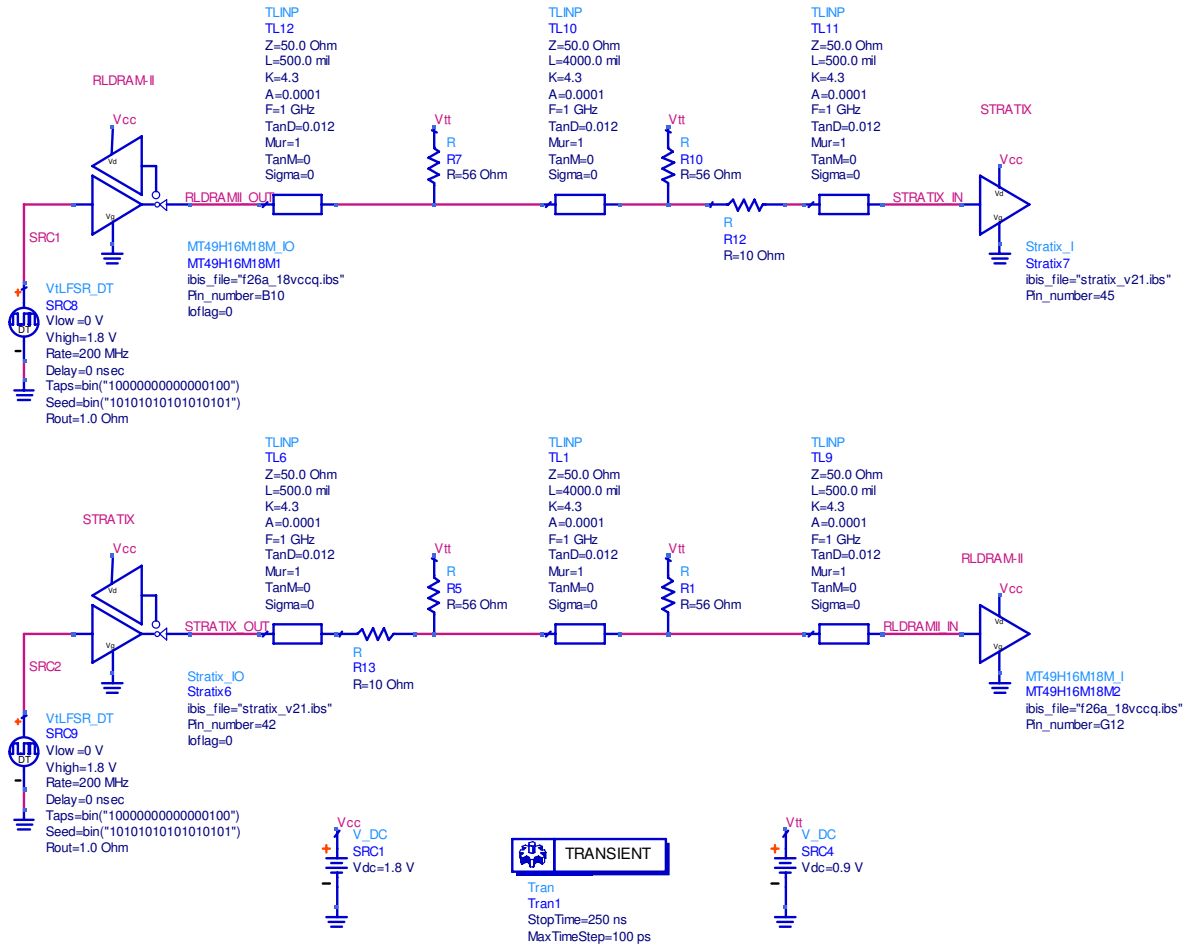 TLINP
TL12
Z=50.0 Ohm
L=500.0 mil
K=4.3
A=0.0001
F=1 GHz
TanD=0.012
Mur=1
TanM=0
Sigma=0
TLINP
TL10
Z=50.0 Ohm
L=4000.0 mil
K=4.3
A=0.0001
F=1 GHz
TanD=0.012
Mur=1
TanM=0
Sigma=0
TLINP
TL11
Z=50.0 Ohm
L=500.0 mil
K=4.3
A=0.0001
F=1 GHz
TanD=0.012
Mur=1
TanM=0
Sigma=0
RLDRAM-II
Vcc
Vd
Vg
RLDRAMII_OUT
Vtt
R
R7
R=56 Ohm
Vtt
R
R10
R=56 Ohm
R
R12
R=10 Ohm
STRATIX
Vcc
Vd
Vg
STRATIX_IN
SRC1
MT49H16M18M_IO
MT49H16M18M1
ibis_file="f26a_18vccq.ibs"
Pin_number=B10
Ioflag=0
Stratix_I
Stratix7
ibis_file="stratix_v21.ibs"
Pin_number=45
+
-
DT
VtLFSR_DT
SRC8
Vlow =0 V
Vhigh=1.8 V
Rate=200 MHz
Delay=0 nsec
Taps=bin("10000000000000100")
Seed=bin("10101010101010101")
Rout=1.0 Ohm
TLINP
TL6
Z=50.0 Ohm
L=500.0 mil
K=4.3
A=0.0001
F=1 GHz
TanD=0.012
Mur=1
TanM=0
Sigma=0
TLINP
TL1
Z=50.0 Ohm
L=4000.0 mil
K=4.3
A=0.0001
F=1 GHz
TanD=0.012
Mur=1
TanM=0
Sigma=0
TLINP
TL9
Z=50.0 Ohm
L=500.0 mil
K=4.3
A=0.0001
F=1 GHz
TanD=0.012
Mur=1
TanM=0
Sigma=0
STRATIX
Vcc
Vd
Vg
STRATIX_OUT
R
R13
R=10 Ohm
Vtt
R
R5
R=56 Ohm
Vtt
R
R1
R=56 Ohm
RLDRAM-II
Vcc
Vd
Vg
RLDRAMII_IN
SRC2
Stratix_IO
Stratix6
ibis_file="stratix_v21.ibs"
Pin_number=42
Ioflag=0
MT49H16M18M_I
MT49H16M18M2
ibis_file="f26a_18vccq.ibs"
Pin_number=G12
+
-
DT
VtLFSR_DT
SRC9
Vlow =0 V
Vhigh=1.8 V
Rate=200 MHz
Delay=0 nsec
Taps=bin("10000000000000100")
Seed=bin("10101010101010101")
Rout=1.0 Ohm
Vcc
+
-
V_DC
SRC1
Vdc=1.8 V
TRANSIENT
Tran
Tran1
StopTime=250 ns
MaxTimeStep=100 ps
Vtt
+
-
V_DC
SRC4
Vdc=0.9 V